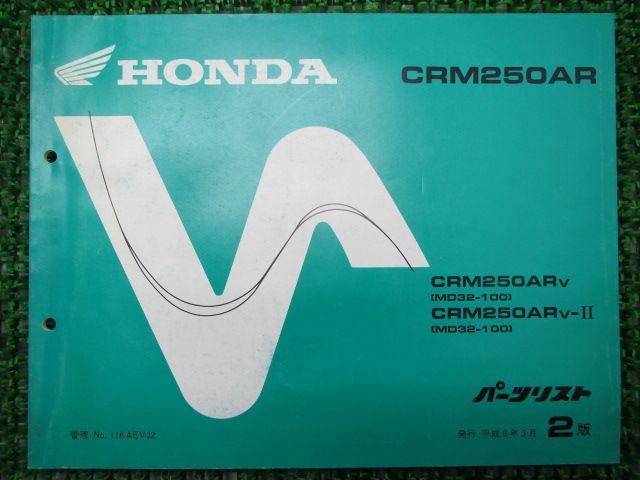 HONDA
CRM250AR
CRM250ARV
(MD32-100)
CRM250ARV-II
(MD32-100)
パーツリスト
管理 No. 11KAEVJ2
発行 平成9年3月 2版